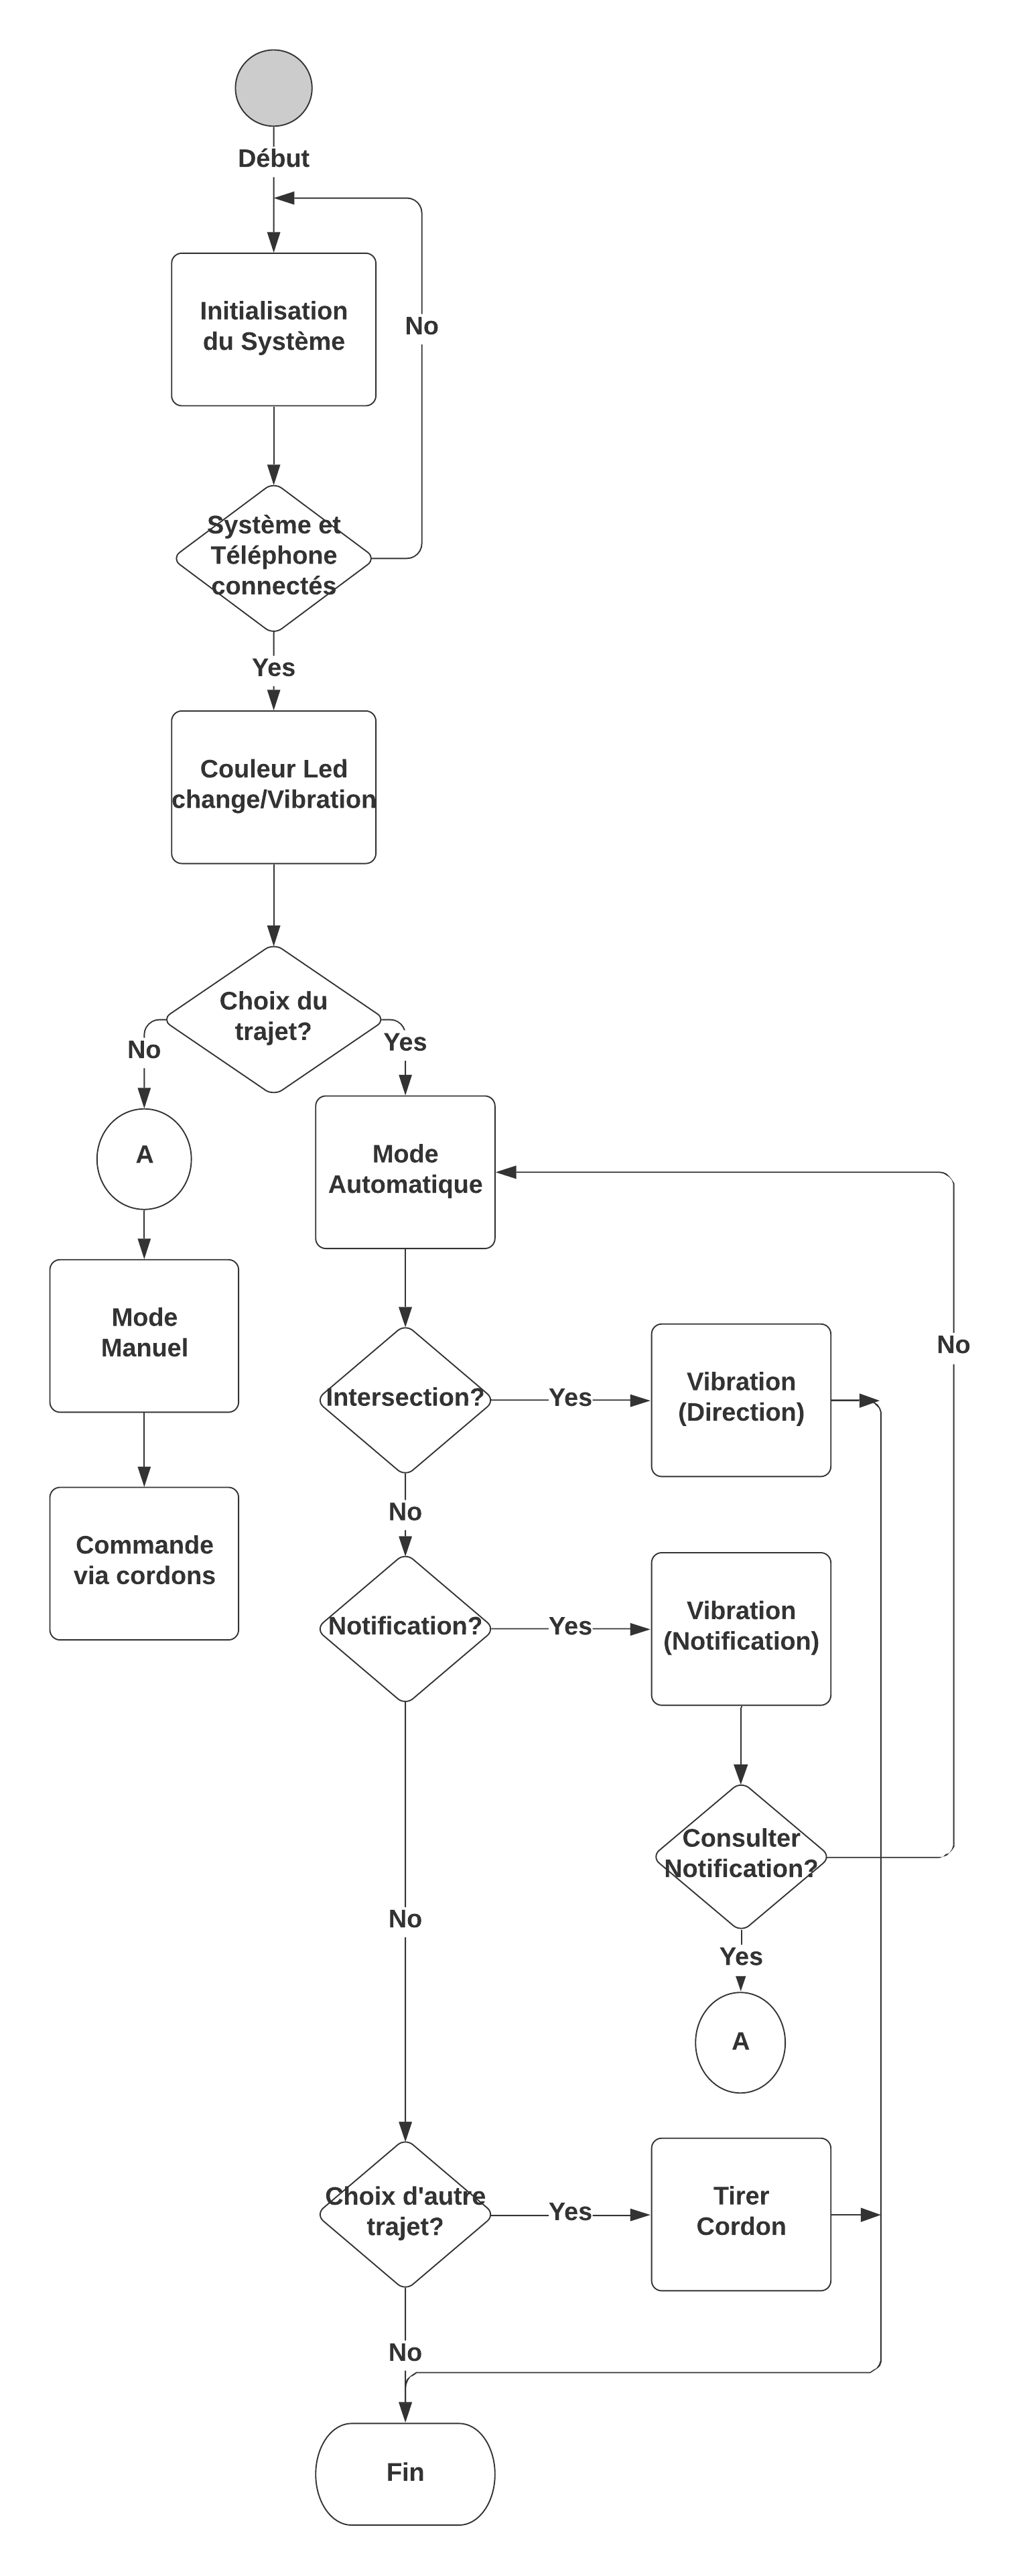 Début
Initialisation
du Système
No
Système et
Téléphone
connectés
Yes
Couleur Led
change/Vibration
Choix du
trajet?
No
Yes
A
Mode
Automatique
Mode
Manuel
No
Intersection?
Yes
Vibration
(Direction)
Commande
via cordons
No
Notification?
Yes
Vibration
(Notification)
Consulter
Notification?
No
Yes
A
Choix d'autre
trajet?
Yes
Tirer
Cordon
No
Fin